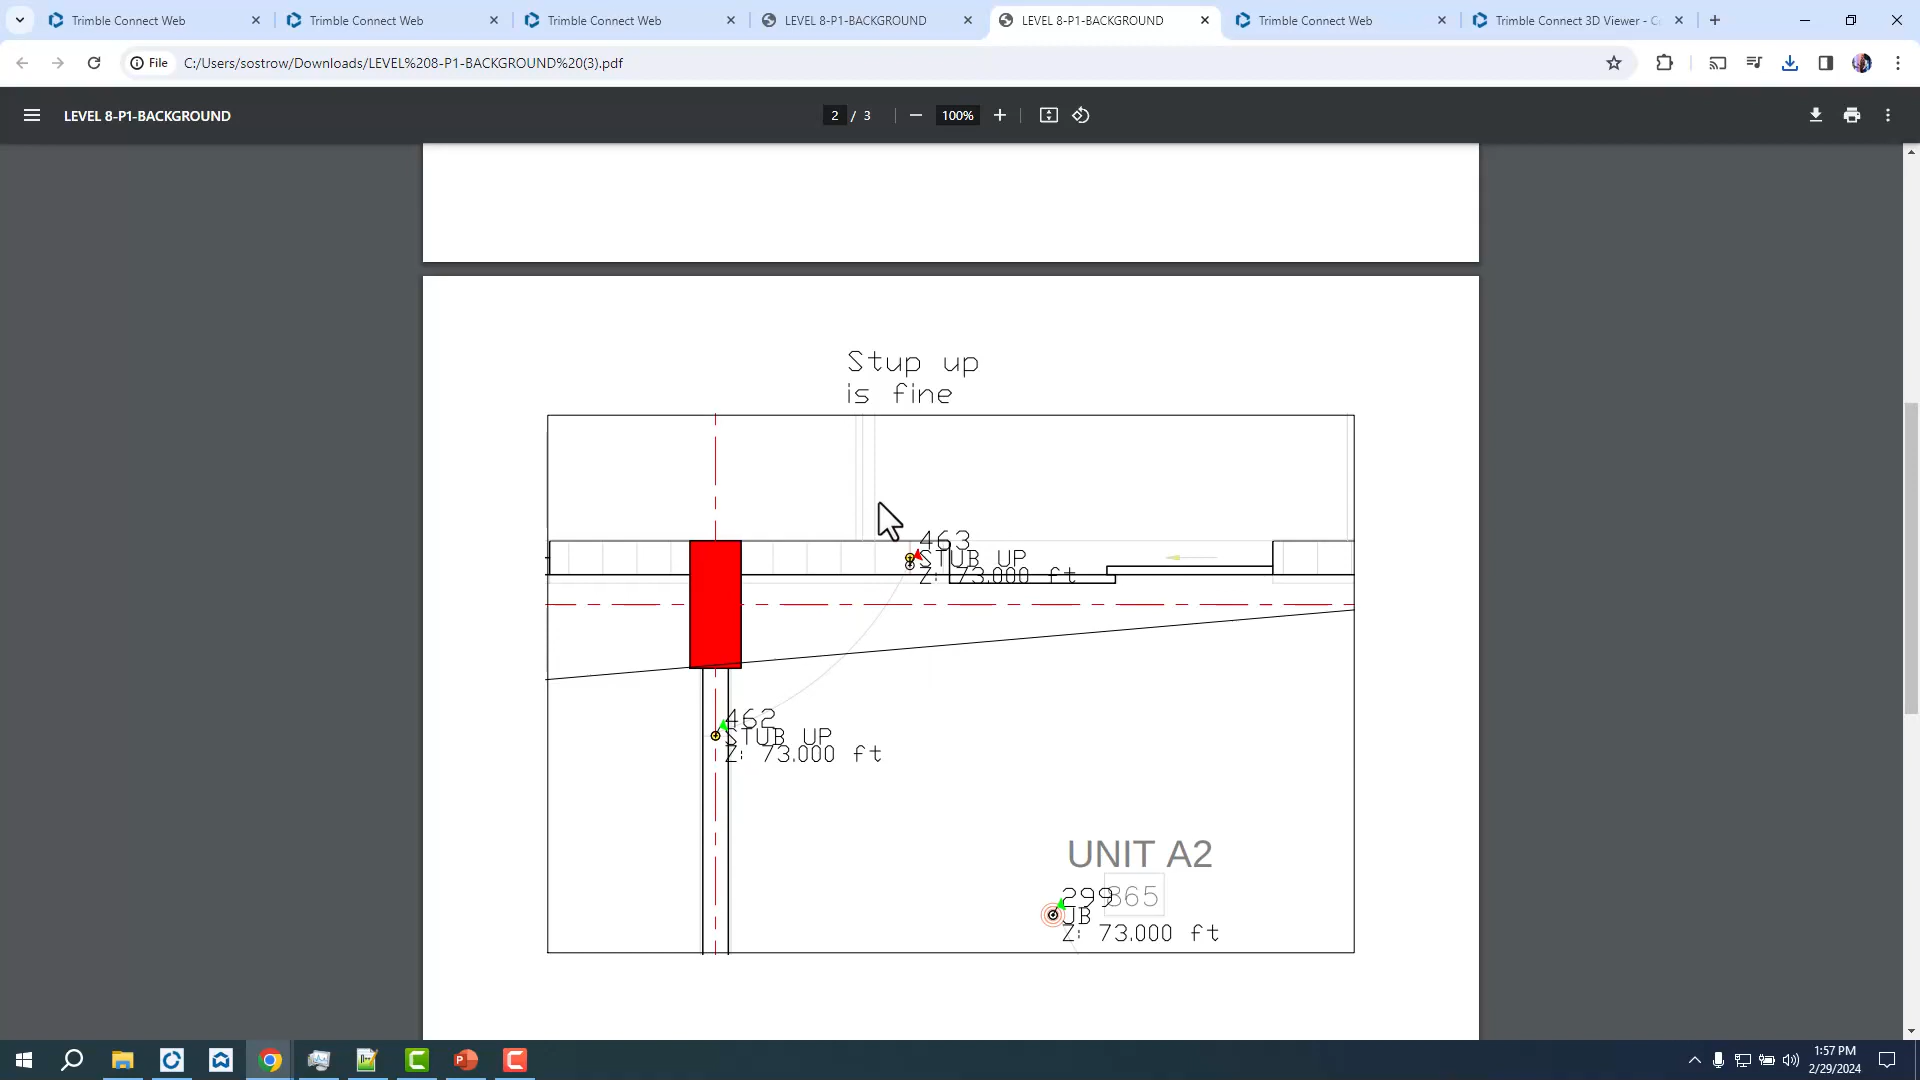 Trimble Connect Web
Trimble Connect Web
Trimble Connect Web
LEVEL 8-P1-BACKGROUND
LEVEL 8-P1-BACKGROUND
Trimble Connect Web
Trimble Connect 3D Viewer - C
File
C:/Users/sostrow/Downloads/LEVEL%208-P1-BACKGROUND%20(3).pdf
LEVEL 8-P1-BACKGROUND
2 / 3
100%
Stup up
is fine
463
STUB UP
Z: 73.000 ft
462
STUB UP
Z: 73.000 ft
UNIT A2
865
299
JB
Z: 73.000 ft
1:57 PM
2/29/2024